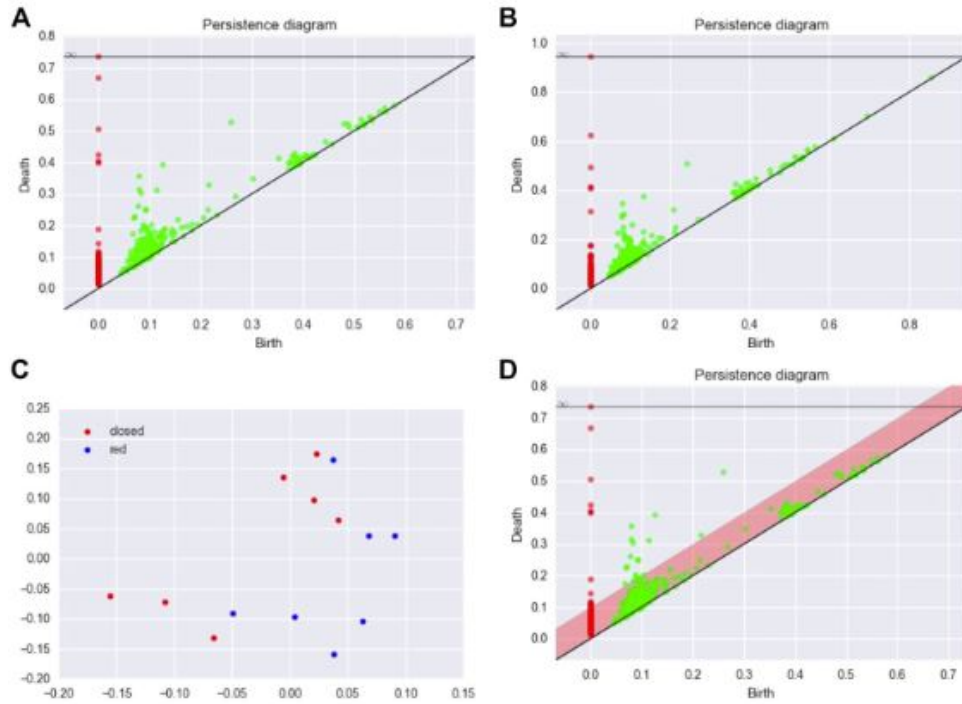 A
Persistence diagram
∞
0.8
0.7
0.6
0.5
0.4
0.3
0.2
0.1
0.0
Death
0.0 0.1 0.2 0.3 0.4 0.5 0.6 0.7
Birth
B
Persistence diagram
∞
1.0
0.8
0.6
0.4
0.2
0.0
Death
0.0 0.2 0.4 0.6 0.8
Birth
C
closed
red
0.25
0.20
0.15
0.10
0.05
0.00
−0.05
−0.10
−0.15
−0.20
−0.20 −0.15 −0.10 −0.05 0.00 0.05 0.10 0.15
D
Persistence diagram
∞
0.8
0.7
0.6
0.5
0.4
0.3
0.2
0.1
0.0
Death
0.0 0.1 0.2 0.3 0.4 0.5 0.6 0.7
Birth